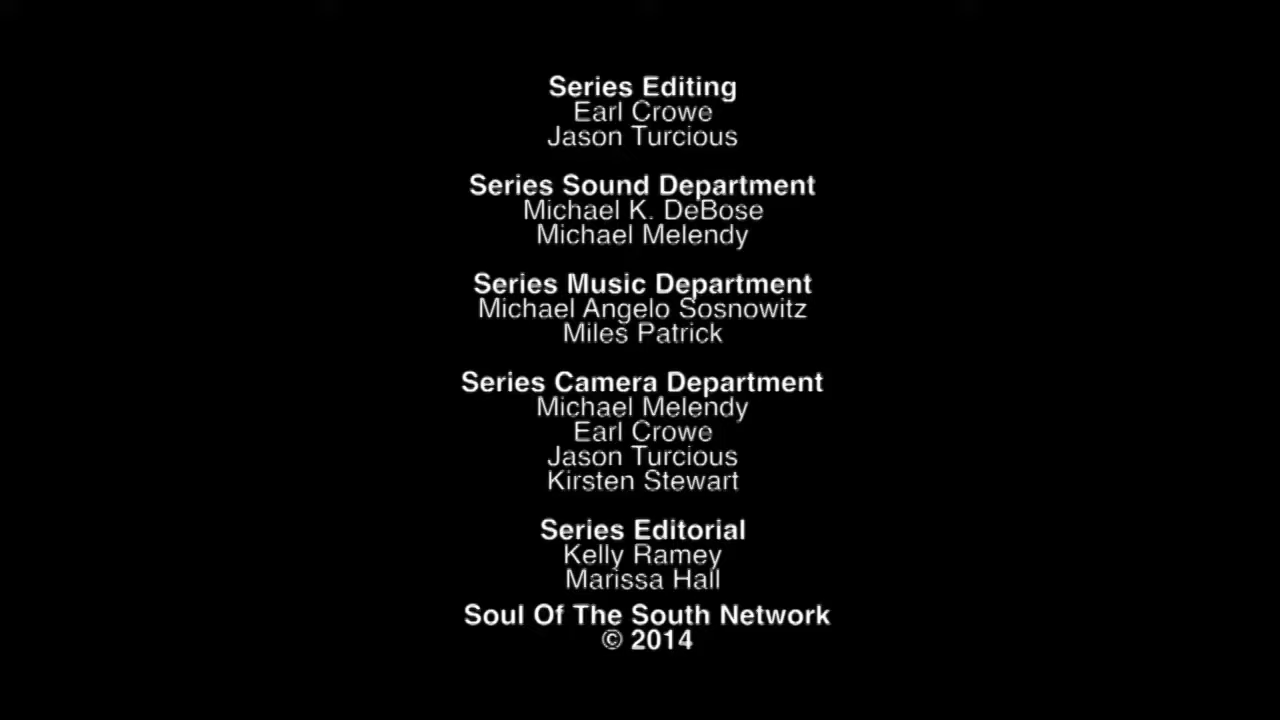 Series Editing
Earl Crowe
Jason Turcious
Series Sound Department
Michael K. DeBose
Michael Melendy
Series Music Department
Michael Angelo Sosnowitz
Miles Patrick
Series Camera Department
Michael Melendy
Earl Crowe
Jason Turcious
Kirsten Stewart
Series Editorial
Kelly Ramey
Marissa Hall
Soul Of The South Network
© 2014